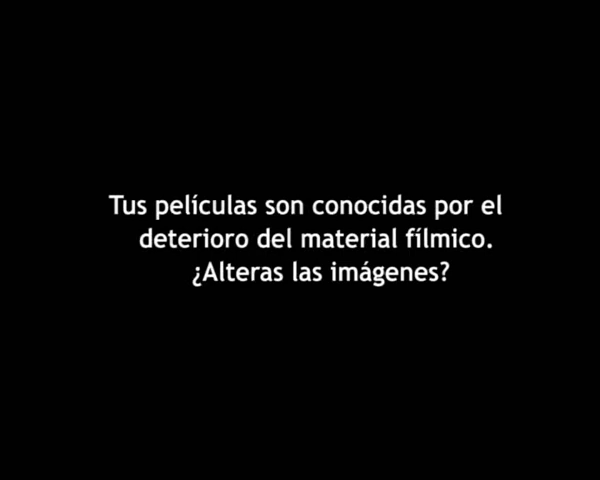 Tus películas son conocidas por el
deterioro del material fílmico.
¿Alteras las imágenes?